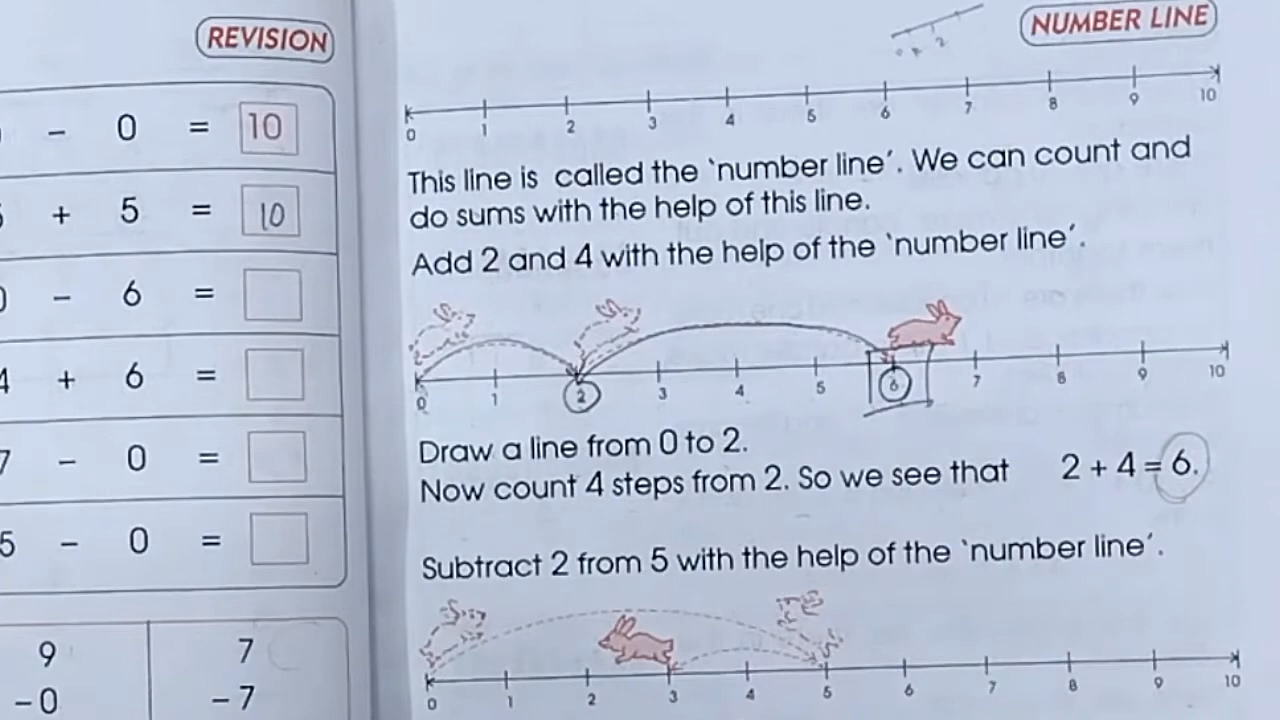 REVISION
- 0 = 10
+ 5 = 10
- 6 =
4 + 6 =
7 - 0 =
5 - 0 =
9 7
-0 -7
NUMBER LINE
0 1 2 3 4 5 6 7 8 9 10
This line is called the 'number line'. We can count and
do sums with the help of this line.
Add 2 and 4 with the help of the 'number line'.
0 1 2 3 4 5 6 7 8 9 10
Draw a line from 0 to 2.
Now count 4 steps from 2. So we see that 2 + 4 = 6.
Subtract 2 from 5 with the help of the 'number line'.
0 1 2 3 4 5 6 7 8 9 10